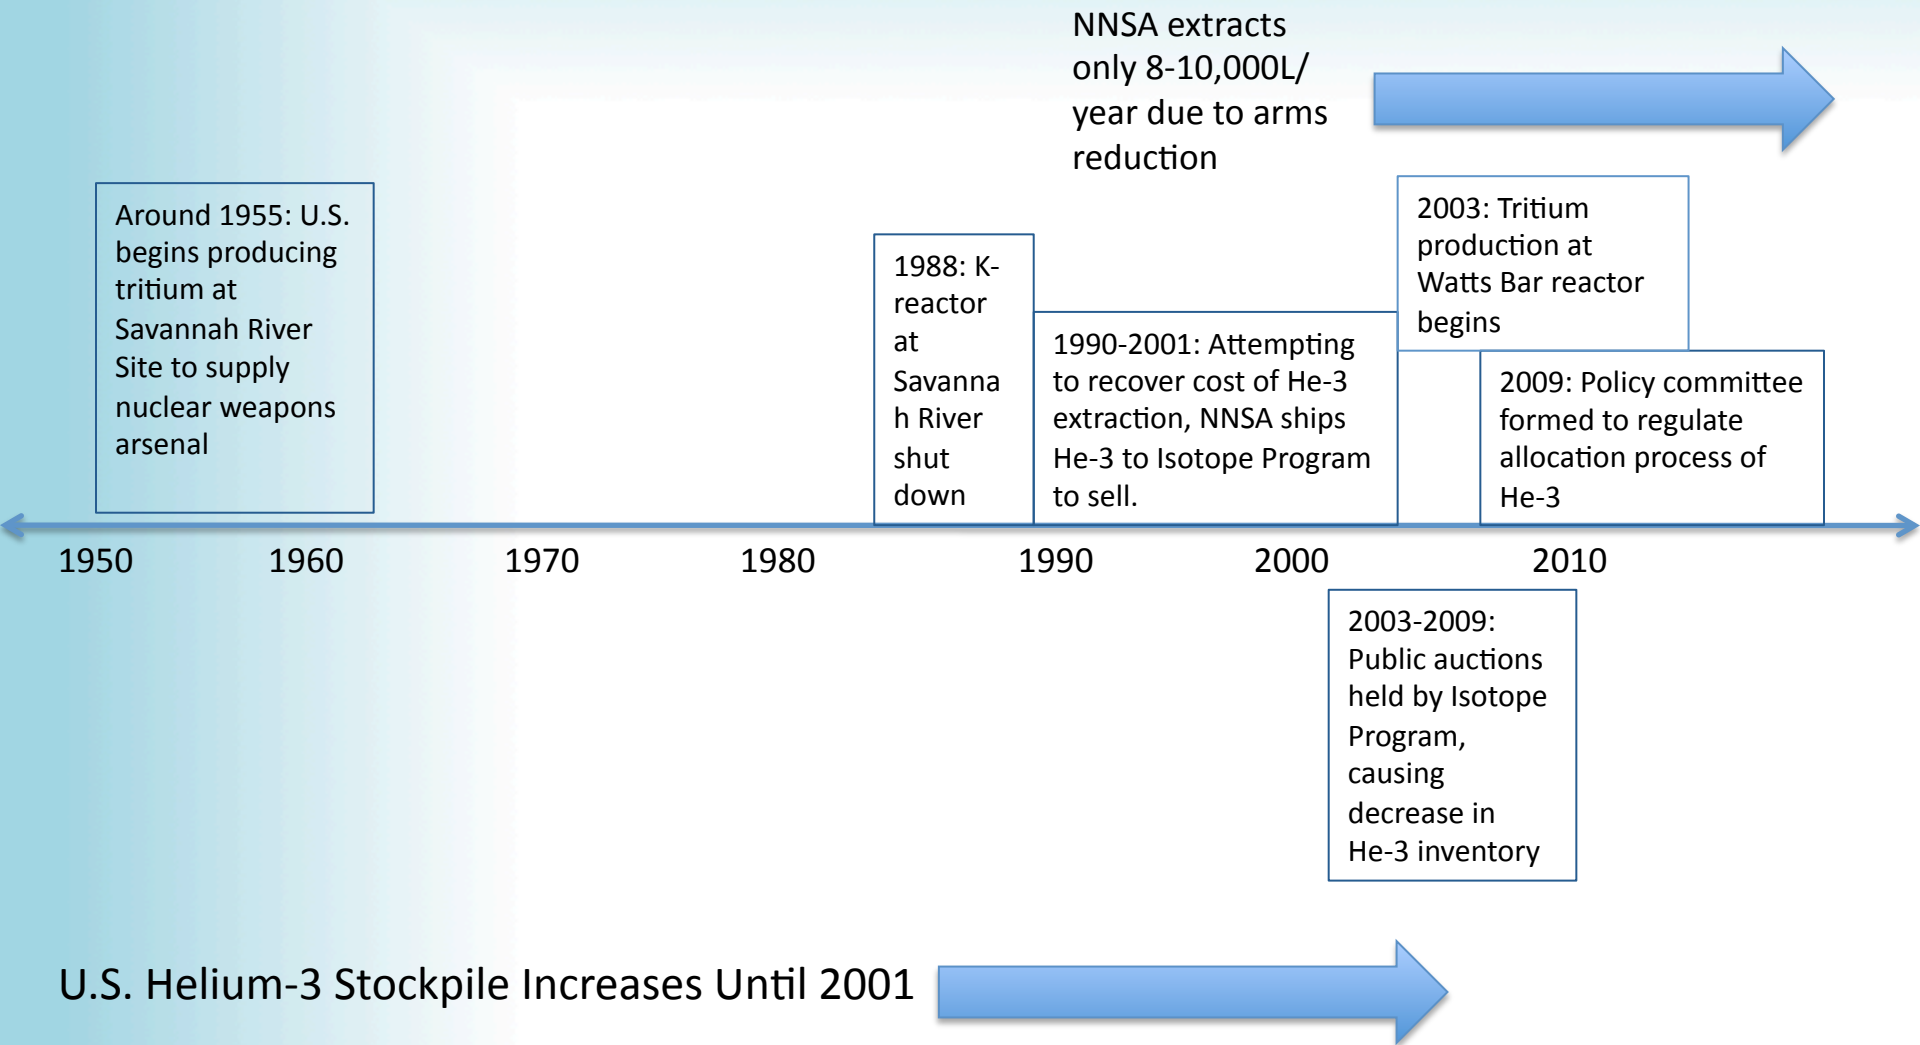 NNSA extracts
only 8-10,000L/
year due to arms
reduction
Around 1955: U.S.
begins producing
tritium at
Savannah River
Site to supply
nuclear weapons
arsenal
1988: K-
reactor
at
Savanna
h River
shut
down
1990-2001: Attempting
to recover cost of He-3
extraction, NNSA ships
He-3 to Isotope Program
to sell.
2003: Tritium
production at
Watts Bar reactor
begins
2009: Policy committee
formed to regulate
allocation process of
He-3
1950 1960 1970 1980 1990 2000 2010
2003-2009:
Public auctions
held by Isotope
Program,
causing
decrease in
He-3 inventory
U.S. Helium-3 Stockpile Increases Until 2001